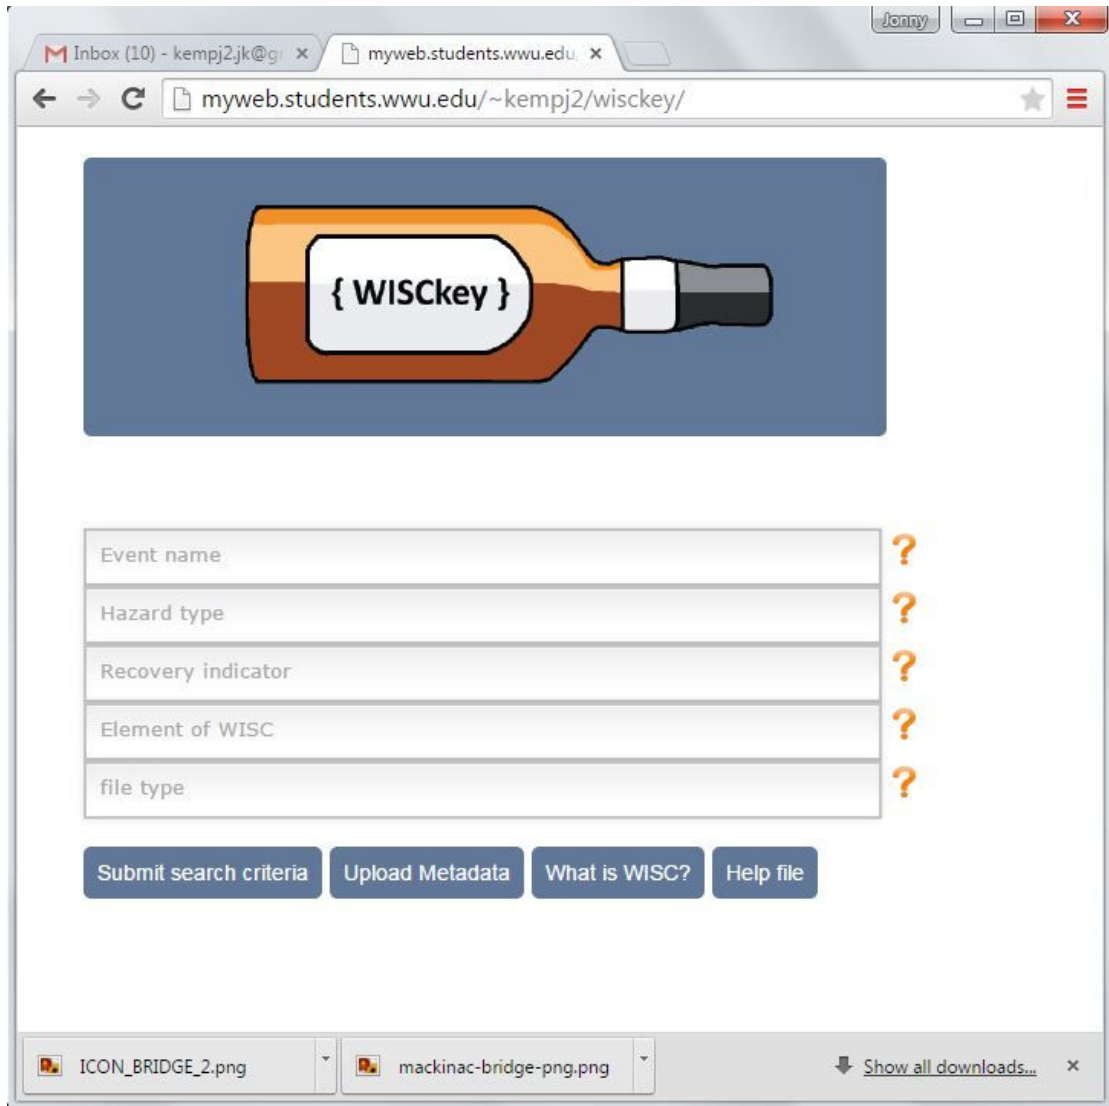 Jonny
Inbox (10) - kempj2.jk@g
myweb.students.wwu.edu
myweb.students.wwu.edu/~kempj2/wisckey/
{ WISCkey }
Event name
?
Hazard type
?
Recovery indicator
?
Element of WISC
?
file type
?
Submit search criteria Upload Metadata What is WISC? Help file
ICON_BRIDGE_2.png mackinac-bridge-png.png Show all downloads...